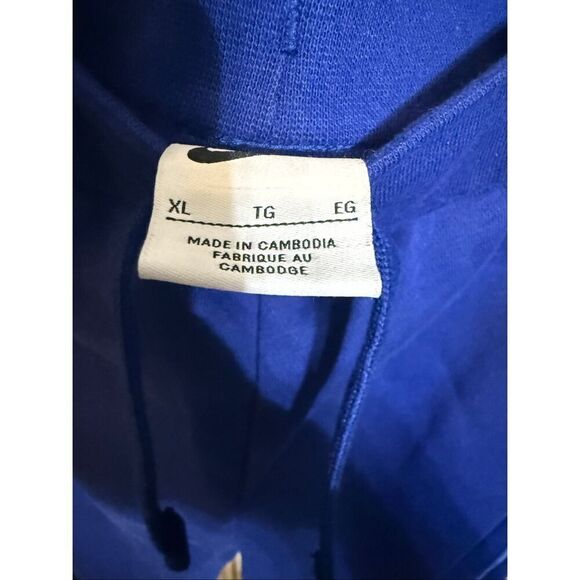 XL TG EG
MADE IN CAMBODIA
FABRIQUE AU
CAMBODGE